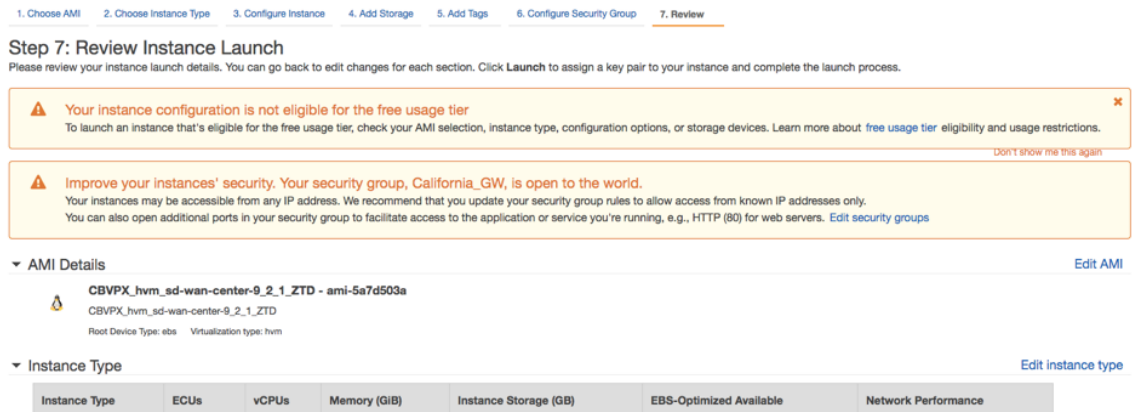 1. Choose AMI 2. Choose Instance Type 3. Configure Instance 4. Add Storage 5. Add Tags 6. Configure Security Group 7. Review
Step 7: Review Instance Launch
Please review your instance launch details. You can go back to edit changes for each section. Click Launch to assign a key pair to your instance and complete the launch process.
Your instance configuration is not eligible for the free usage tier
To launch an instance that's eligible for the free usage tier, check your AMI selection, instance type, configuration options, or storage devices. Learn more about free usage tier eligibility and usage restrictions.
Don't show me this again
Improve your instances' security. Your security group, California_GW, is open to the world.
Your instances may be accessible from any IP address. We recommend that you update your security group rules to allow access from known IP addresses only.
You can also open additional ports in your security group to facilitate access to the application or service you're running, e.g., HTTP (80) for web servers. Edit security groups
AMI Details Edit AMI
CBVPX_hvm_sd-wan-center-9_2_1_ZTD - ami-5a7d503a
CBVPX_hvm_sd-wan-center-9_2_1_ZTD
Root Device Type: ebs Virtualization type: hvm
Instance Type Edit instance type
Instance Type ECUs vCPUs Memory (GiB) Instance Storage (GB) EBS-Optimized Available Network Performance